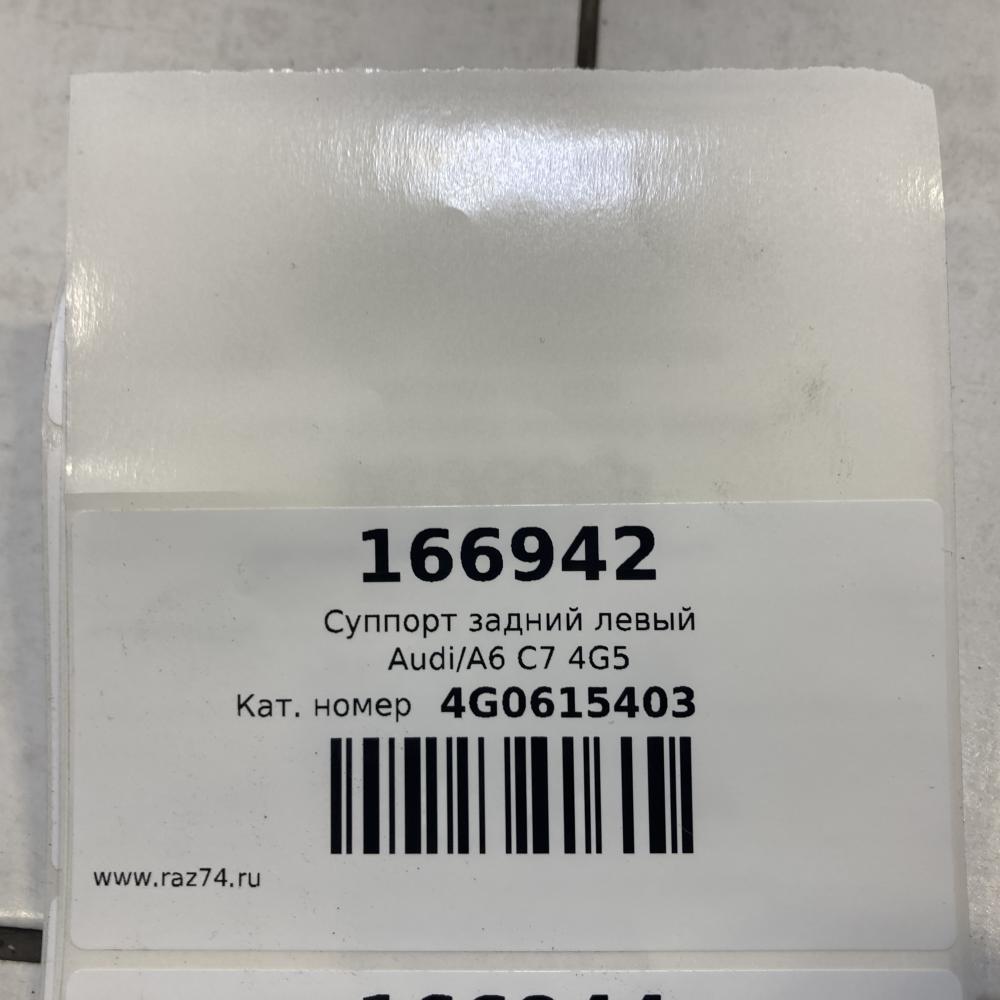 166942
Суппорт задний левый
Audi/A6 C7 4G5
Кат. номер 4G0615403
www.raz74.ru